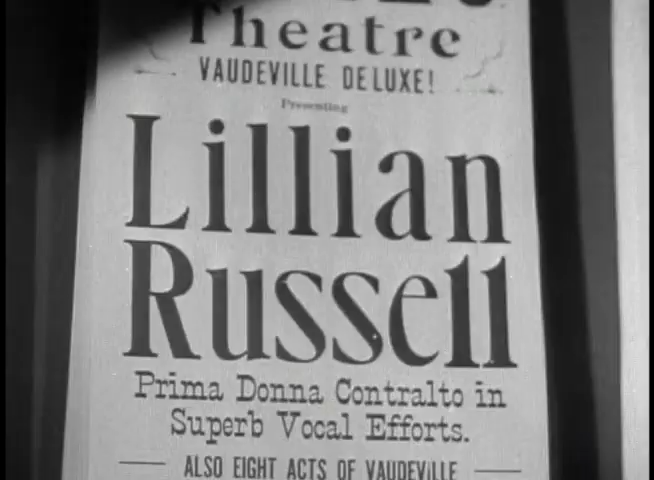 Theatre
VAUDEVILLE DELUXE!
Presenting
Lillian
Russell
Prima Donna Contralto in
Superb Vocal Efforts.
ALSO EIGHT ACTS OF VAUDEVILLE